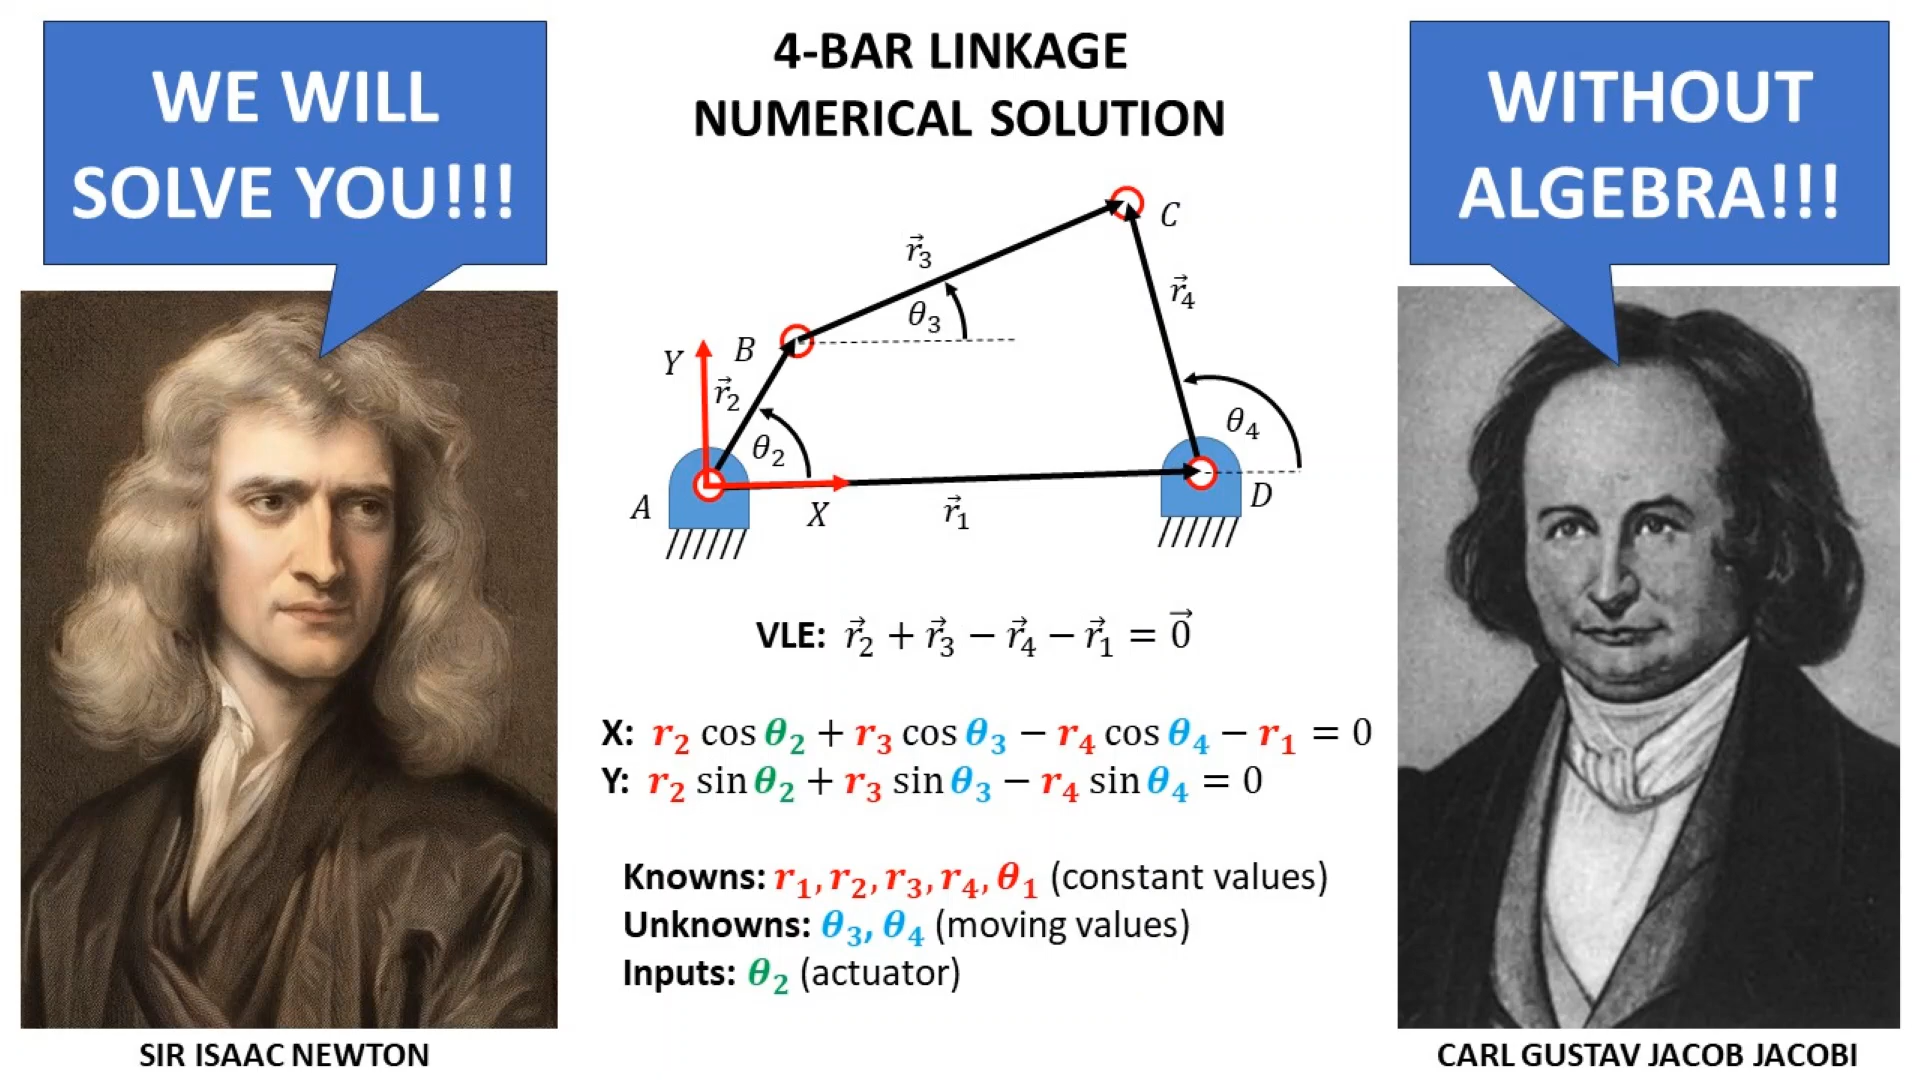 WE WILL
SOLVE YOU!!!
4-BAR LINKAGE
NUMERICAL SOLUTION
WITHOUT
ALGEBRA!!!
C
r⃗₃
r⃗₄
θ₃
B
Y
r⃗₂
θ₂
θ₄
A
X
r⃗₁
D
VLE: r⃗₂ + r⃗₃ − r⃗₄ − r⃗₁ = 0⃗
X: r₂ cos θ₂ + r₃ cos θ₃ − r₄ cos θ₄ − r₁ = 0
Y: r₂ sin θ₂ + r₃ sin θ₃ − r₄ sin θ₄ = 0
Knowns: r₁, r₂, r₃, r₄, θ₁ (constant values)
Unknowns: θ₃, θ₄ (moving values)
Inputs: θ₂ (actuator)
SIR ISAAC NEWTON
CARL GUSTAV JACOB JACOBI